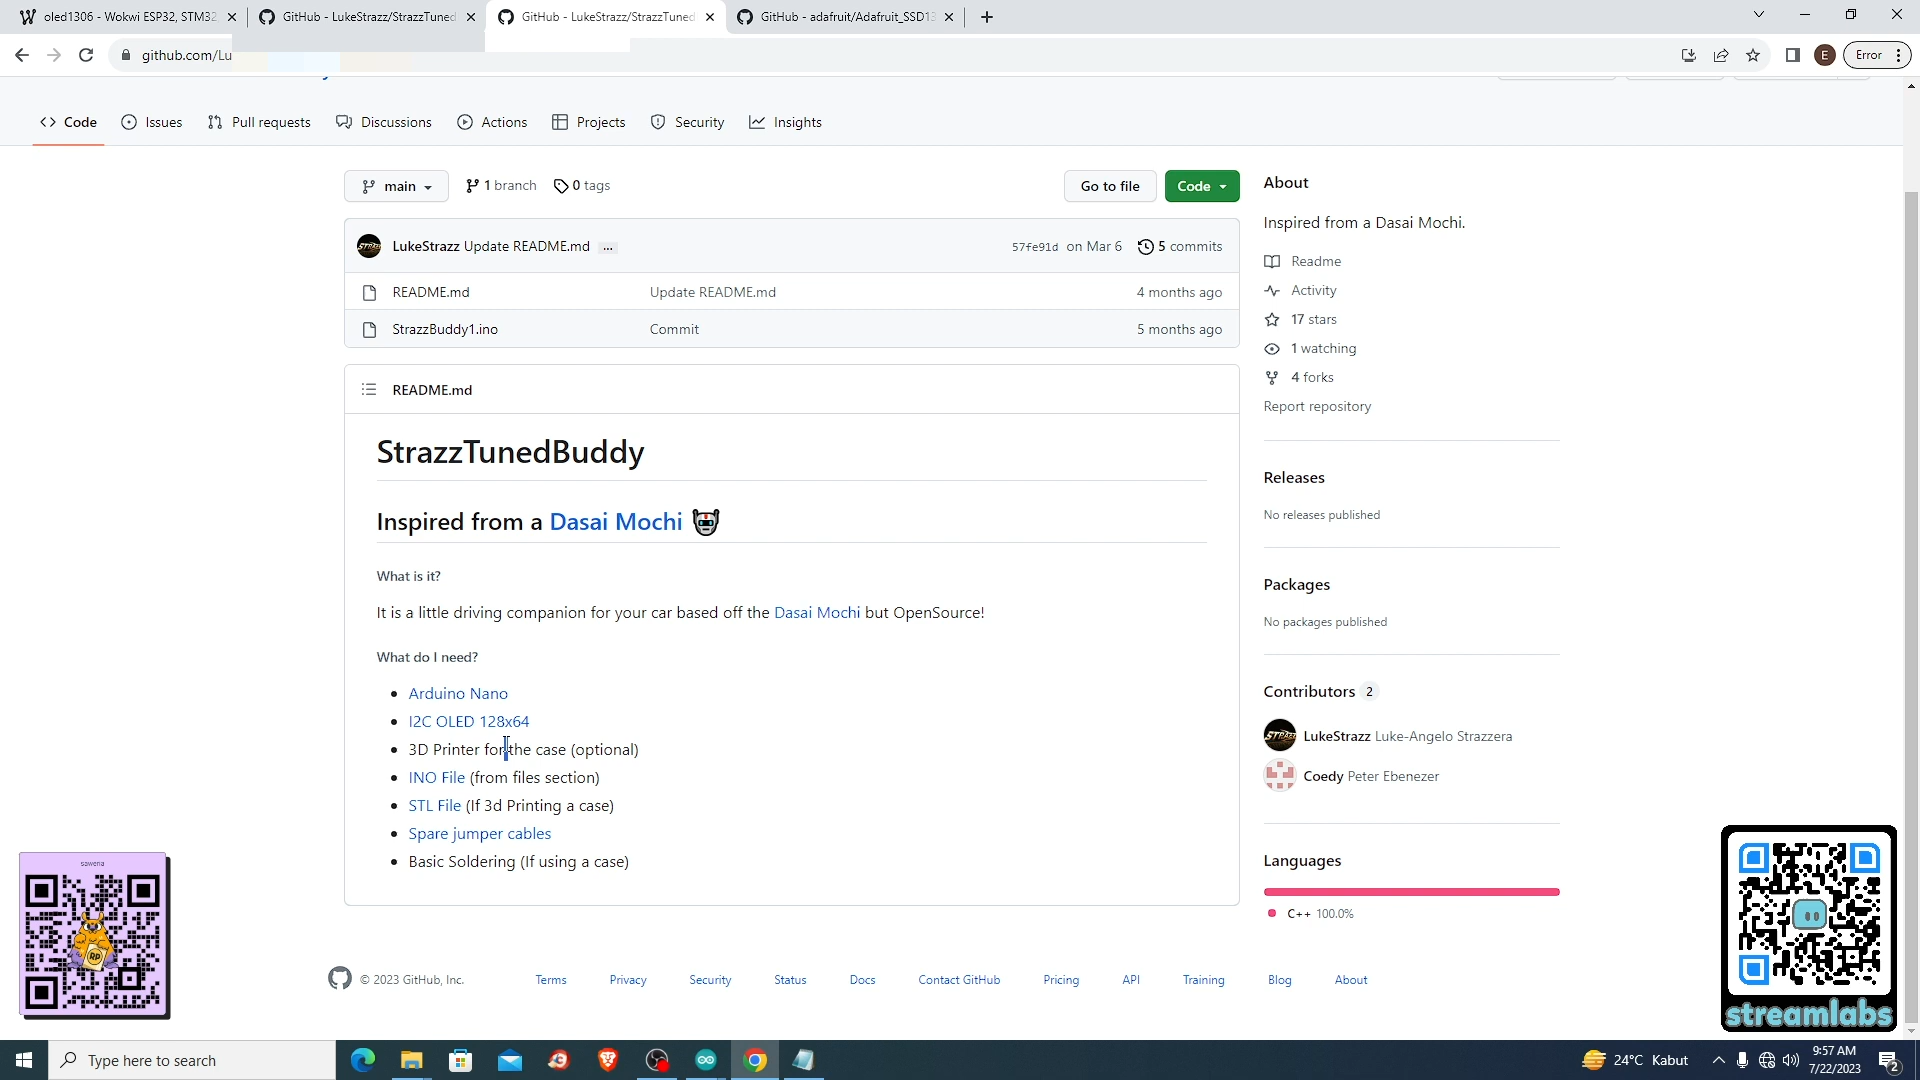 oled1306 - Wokwi ESP32, STM32
GitHub - LukeStrazz/StrazzTuned
GitHub - LukeStrazz/StrazzTuned
GitHub - adafruit/Adafruit_SSD13
github.com/Lu
E
Error
Code
Issues
Pull requests
Discussions
Actions
Projects
Security
Insights
main
1 branch
0 tags
Go to file
Code
About
Inspired from a Dasai Mochi.
LukeStrazz Update README.md ...
57fe91d on Mar 6
5 commits
README.md
Update README.md
4 months ago
StrazzBuddy1.ino
Commit
5 months ago
Readme
Activity
17 stars
1 watching
4 forks
Report repository
README.md
StrazzTunedBuddy
Inspired from a Dasai Mochi
What is it?
It is a little driving companion for your car based off the Dasai Mochi but OpenSource!
What do I need?
Arduino Nano
I2C OLED 128x64
3D Printer for the case (optional)
INO File (from files section)
STL File (If 3d Printing a case)
Spare jumper cables
Basic Soldering (If using a case)
Releases
No releases published
Packages
No packages published
Contributors 2
LukeStrazz Luke-Angelo Strazzera
Coedy Peter Ebenezer
Languages
C++ 100.0%
saweria
RP
streamlabs
© 2023 GitHub, Inc.
Terms
Privacy
Security
Status
Docs
Contact GitHub
Pricing
API
Training
Blog
About
Type here to search
24°C Kabut
9:57 AM
7/22/2023
2